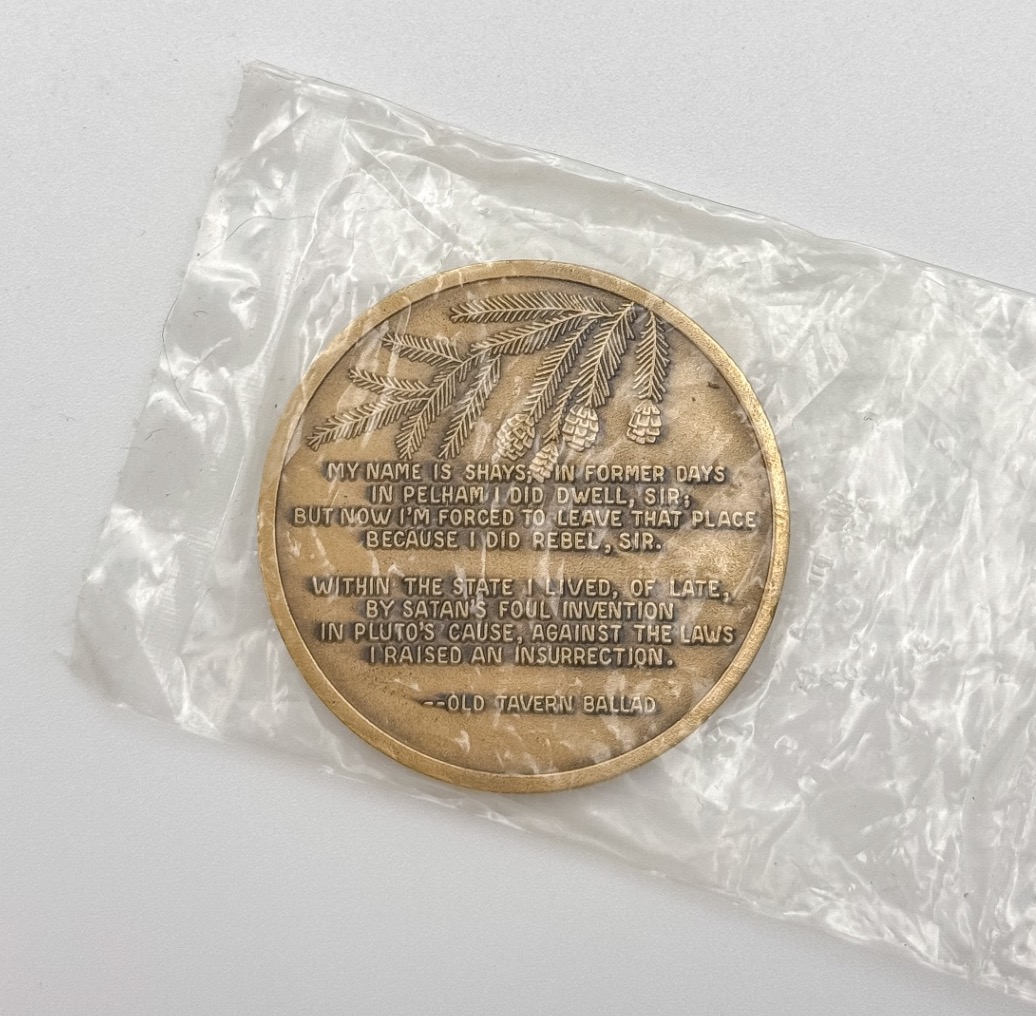 MY NAME IS SHAYS; IN FORMER DAYS
IN PELHAM I DID DWELL, SIR;
BUT NOW I'M FORCED TO LEAVE THAT PLACE
BECAUSE I DID REBEL, SIR.
WITHIN THE STATE I LIVED, OF LATE,
BY SATAN'S FOUL INVENTION
IN PLUTO'S CAUSE, AGAINST THE LAWS
I RAISED AN INSURRECTION.
--OLD TAVERN BALLAD